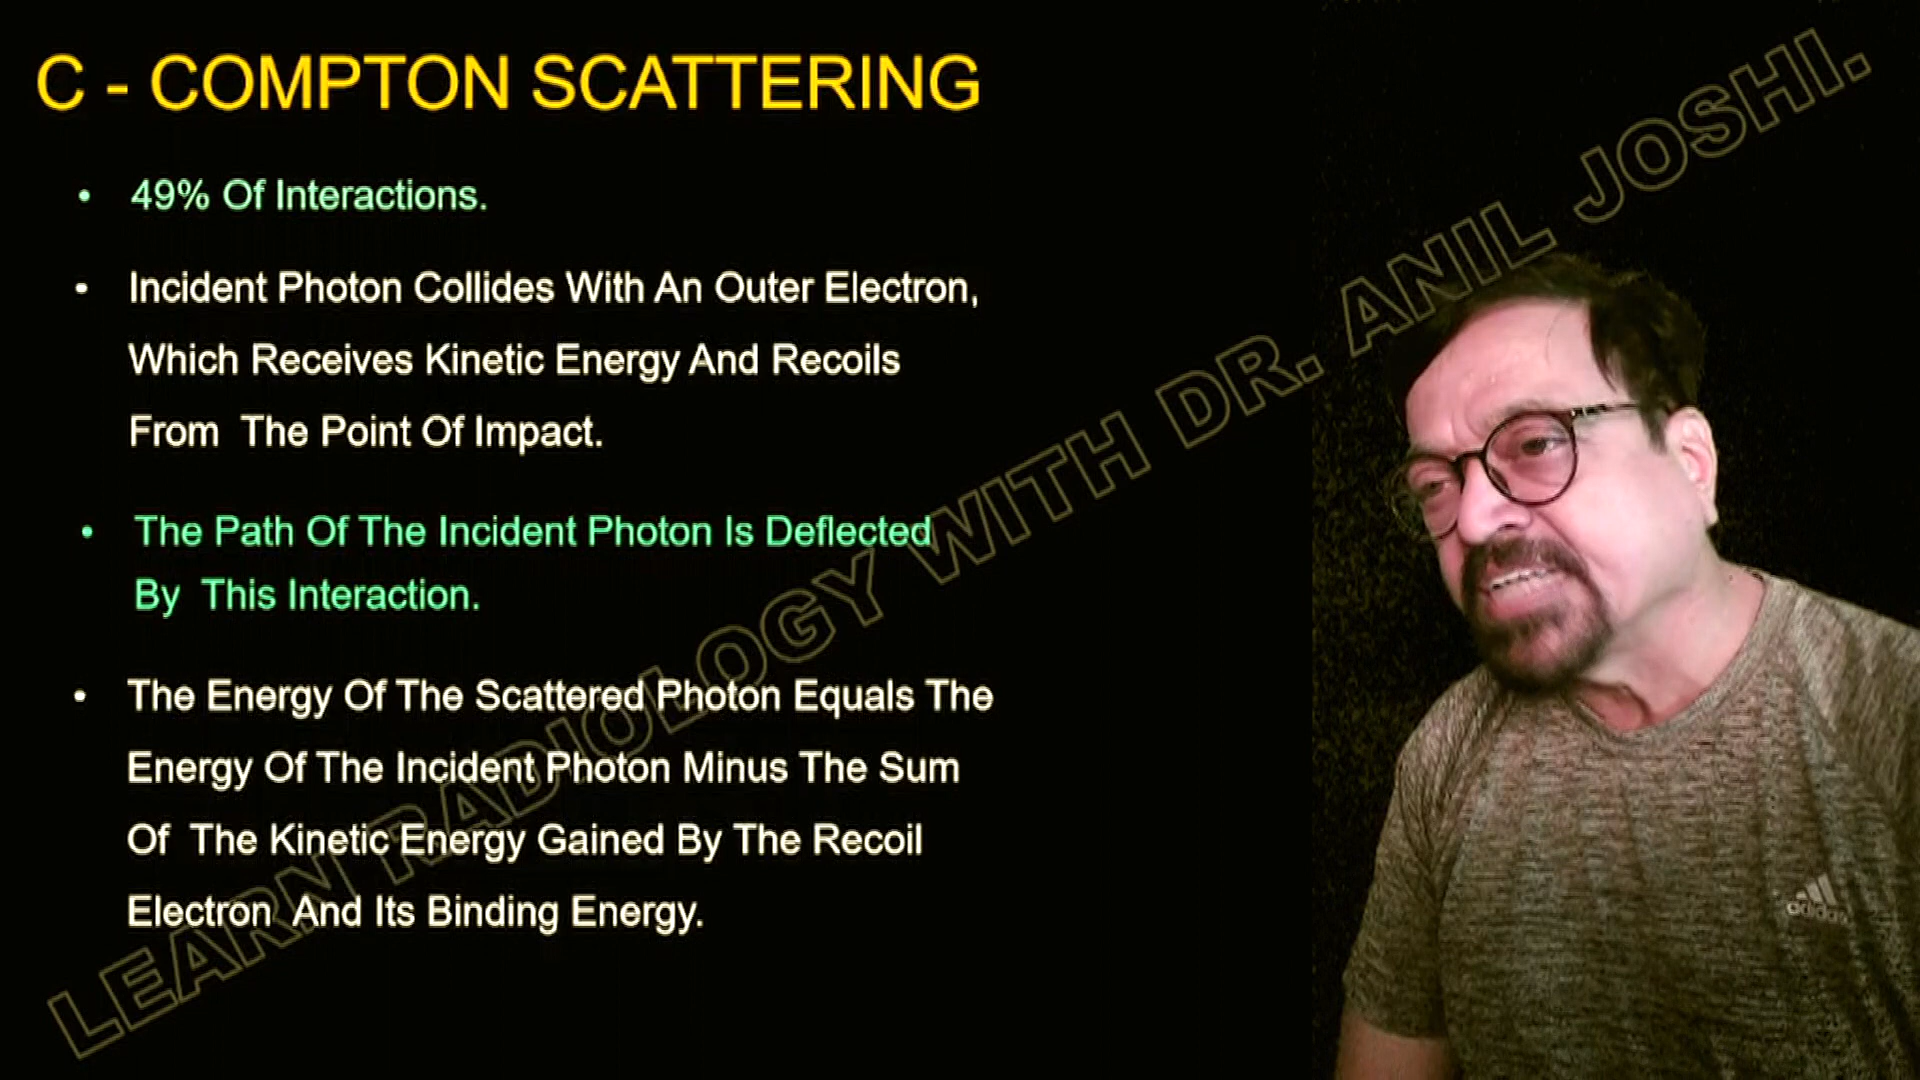 C - COMPTON SCATTERING
• 49% Of Interactions.
• Incident Photon Collides With An Outer Electron,
Which Receives Kinetic Energy And Recoils
From The Point Of Impact.
• The Path Of The Incident Photon Is Deflected
By This Interaction.
• The Energy Of The Scattered Photon Equals The
Energy Of The Incident Photon Minus The Sum
Of The Kinetic Energy Gained By The Recoil
Electron And Its Binding Energy.
LEARN RADIOLOGY WITH DR. ANIL JOSHI.
adidas